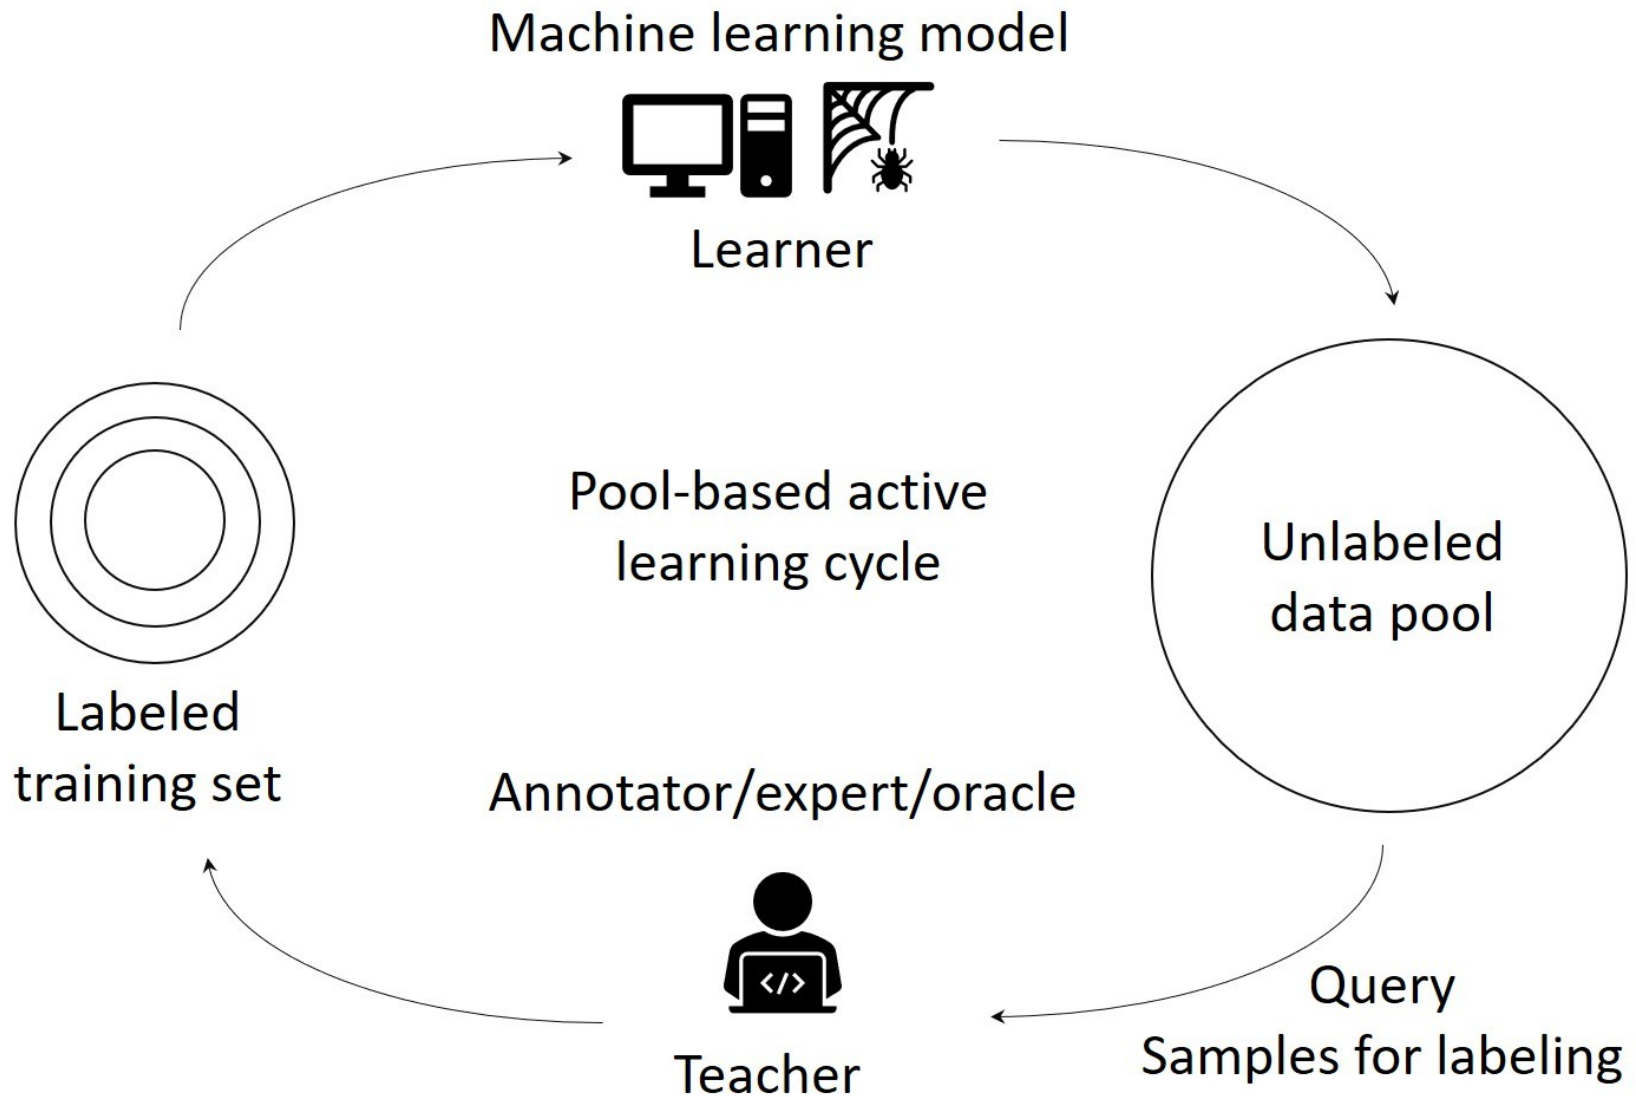 Machine learning model
Learner
Pool-based active
learning cycle
Unlabeled
data pool
Labeled
training set
Annotator/expert/oracle
</>
Teacher
Query
Samples for labeling